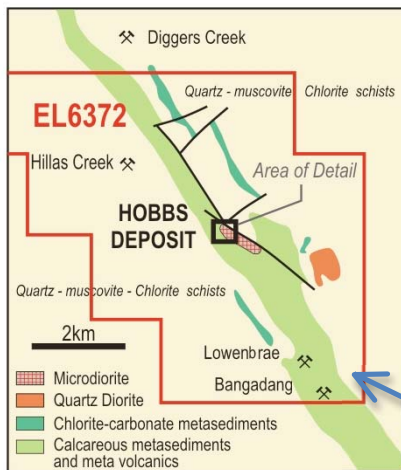 Diggers Creek
Quartz - muscovite Chlorite schists
EL6372
Area of Detail
Hillas Creek
HOBBS
DEPOSIT
Quartz - muscovite - Chlorite schists
2km
Lowenbrae
Bangadang
Microdiorite
Quartz Diorite
Chlorite-carbonate metasediments
Calcareous metasediments
and meta volcanics